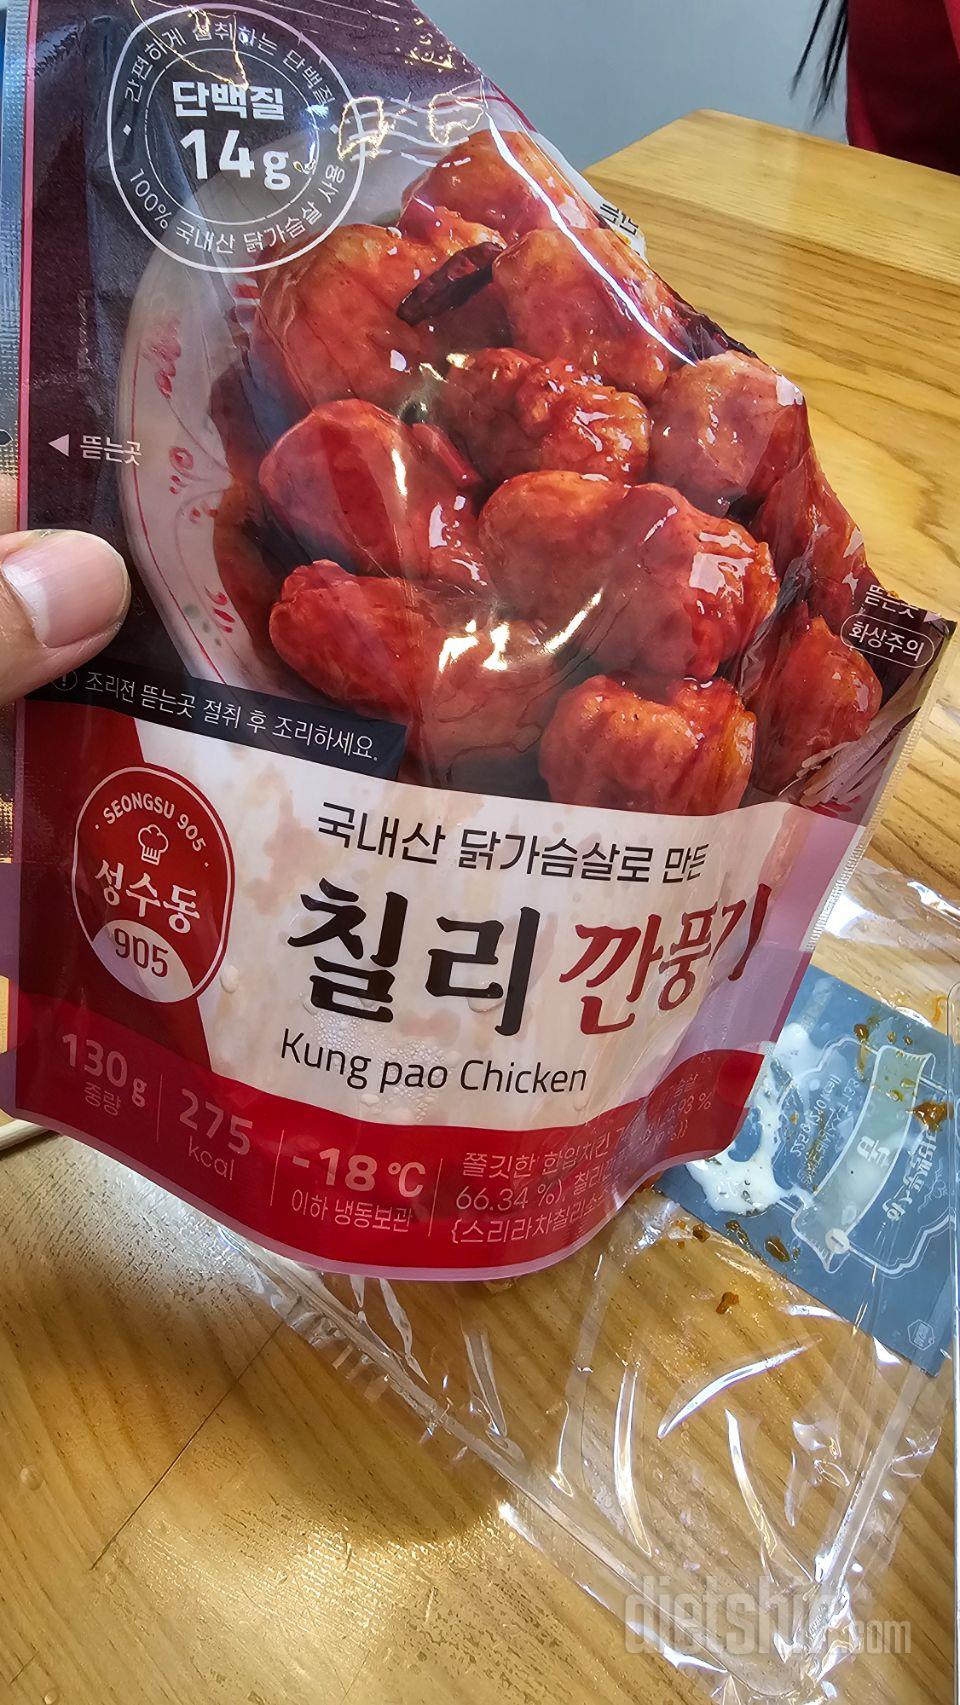 간편하게 섭취하는 단백질
단백질
14g
100% 국내산 닭가슴살 사용
◀ 뜯는곳
뜯는곳
화상주의
! 조리전 뜯는곳 절취 후 조리하세요.
SEONGSU 905
성수동
905
국내산 닭가슴살로 만든
칠리 깐풍기
Kung pao Chicken
130g
중량
275
kcal
-18℃
이하 냉동보관
쫄깃한 한입치킨
66.34 %), 칠리깐
{스리라차칠리소
dietshin.com